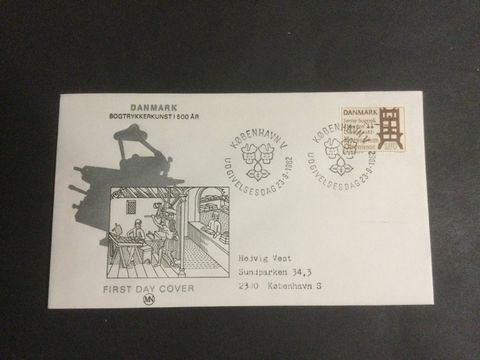 DANMARK
BOGTRYKKERKUNST I 500 ÅR
KØBENHAVN V.
UDGIVELSESDAG 23-9-1982
KØBENHAVN V.
UDGIVELSESDAG 23-9-1982
DANMARK
FIRST DAY COVER
MN
Hedvig Vest
Sundparken 34,3
2300 København S